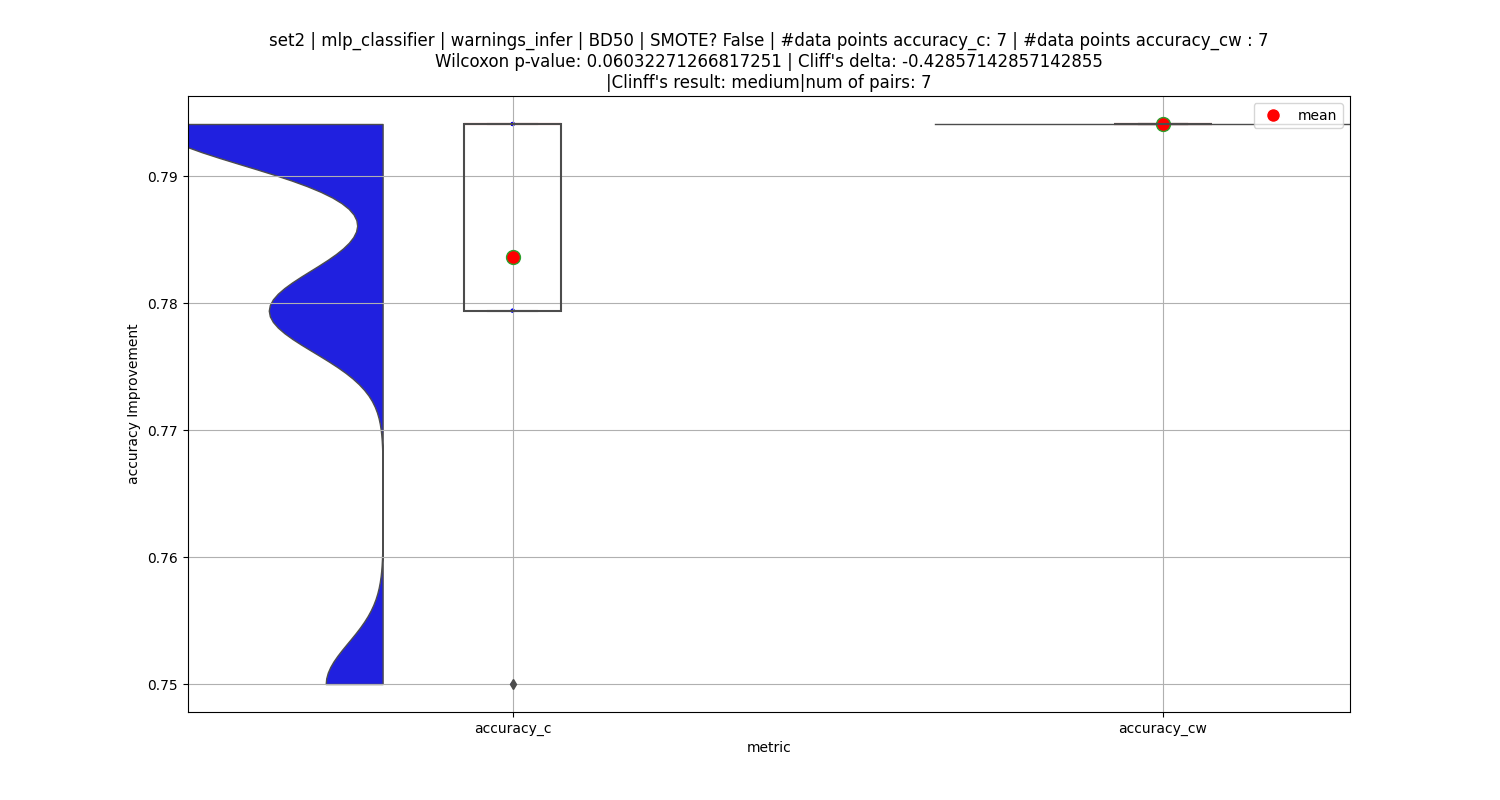 set2 | mlp_classifier | warnings_infer | BD50 | SMOTE? False | #data points accuracy_c: 7 | #data points accuracy_cw : 7
Wilcoxon p-value: 0.06032271266817251 | Cliff's delta: -0.42857142857142855
|Clinff's result: medium|num of pairs: 7
mean
0.79
0.78
0.77
0.76
0.75
accuracy Improvement
accuracy_c
accuracy_cw
metric